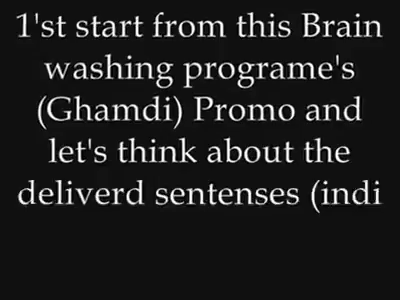 1'st start from this Brain
washing programe's
(Ghamdi) Promo and
let's think about the
deliverd sentenses (indi